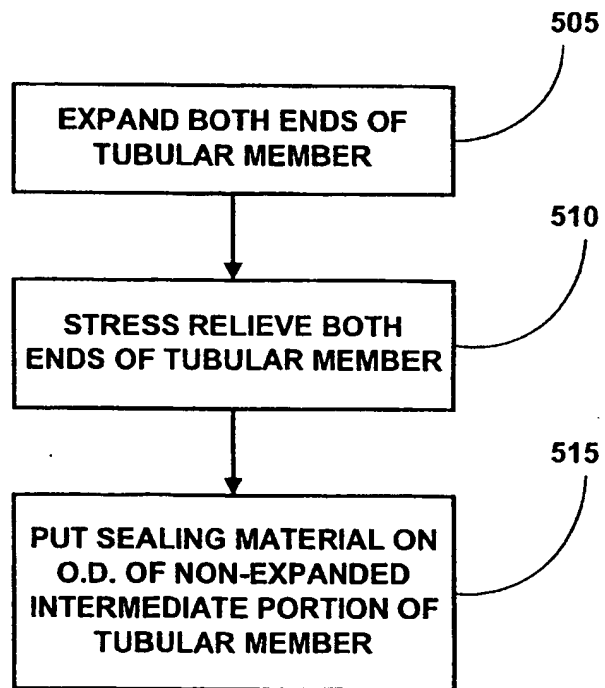 505
EXPAND BOTH ENDS OF
TUBULAR MEMBER
510
STRESS RELIEVE BOTH
ENDS OF TUBULAR MEMBER
515
PUT SEALING MATERIAL ON
O.D. OF NON-EXPANDED
INTERMEDIATE PORTION OF
TUBULAR MEMBER